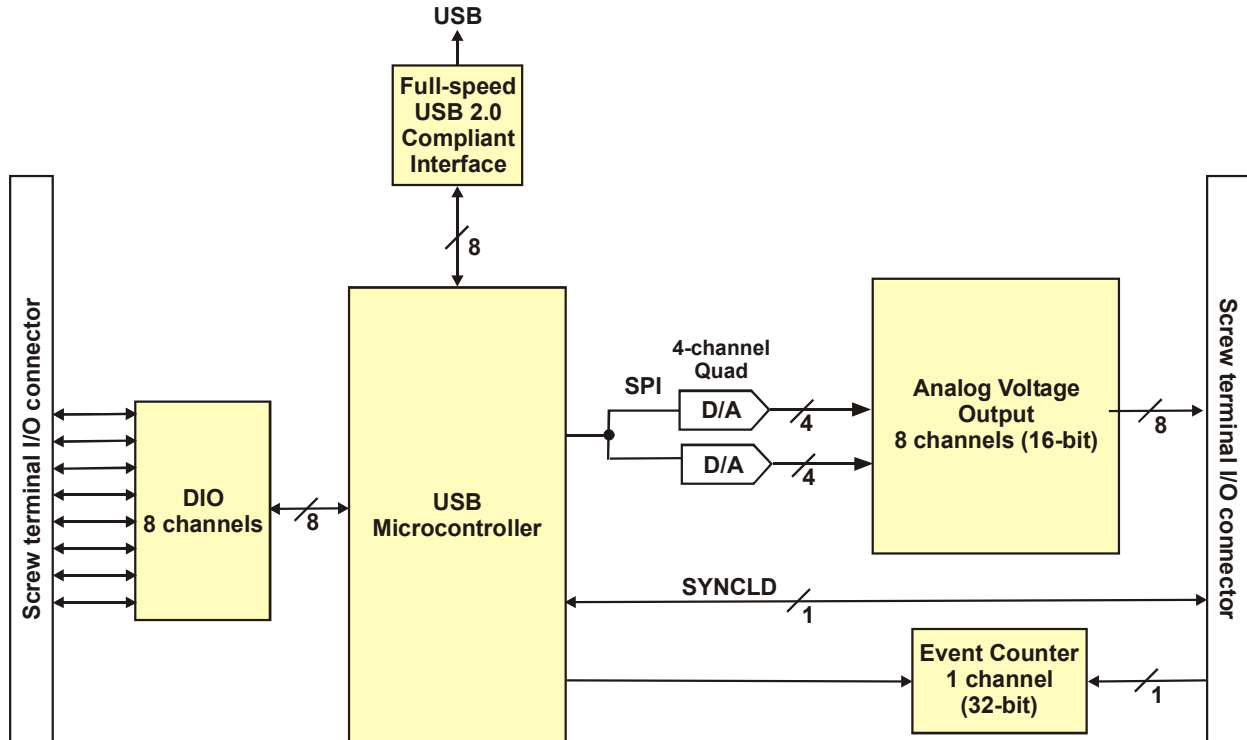 USB
Full-speed
USB 2.0
Compliant
Interface
8
Screw terminal I/O connector
DIO
8 channels
8
USB
Microcontroller
SPI
4-channel
Quad
D/A
4
D/A
4
Analog Voltage
Output
8 channels (16-bit)
8
SYNCLD
1
Event Counter
1 channel
(32-bit)
1
Screw terminal I/O connector